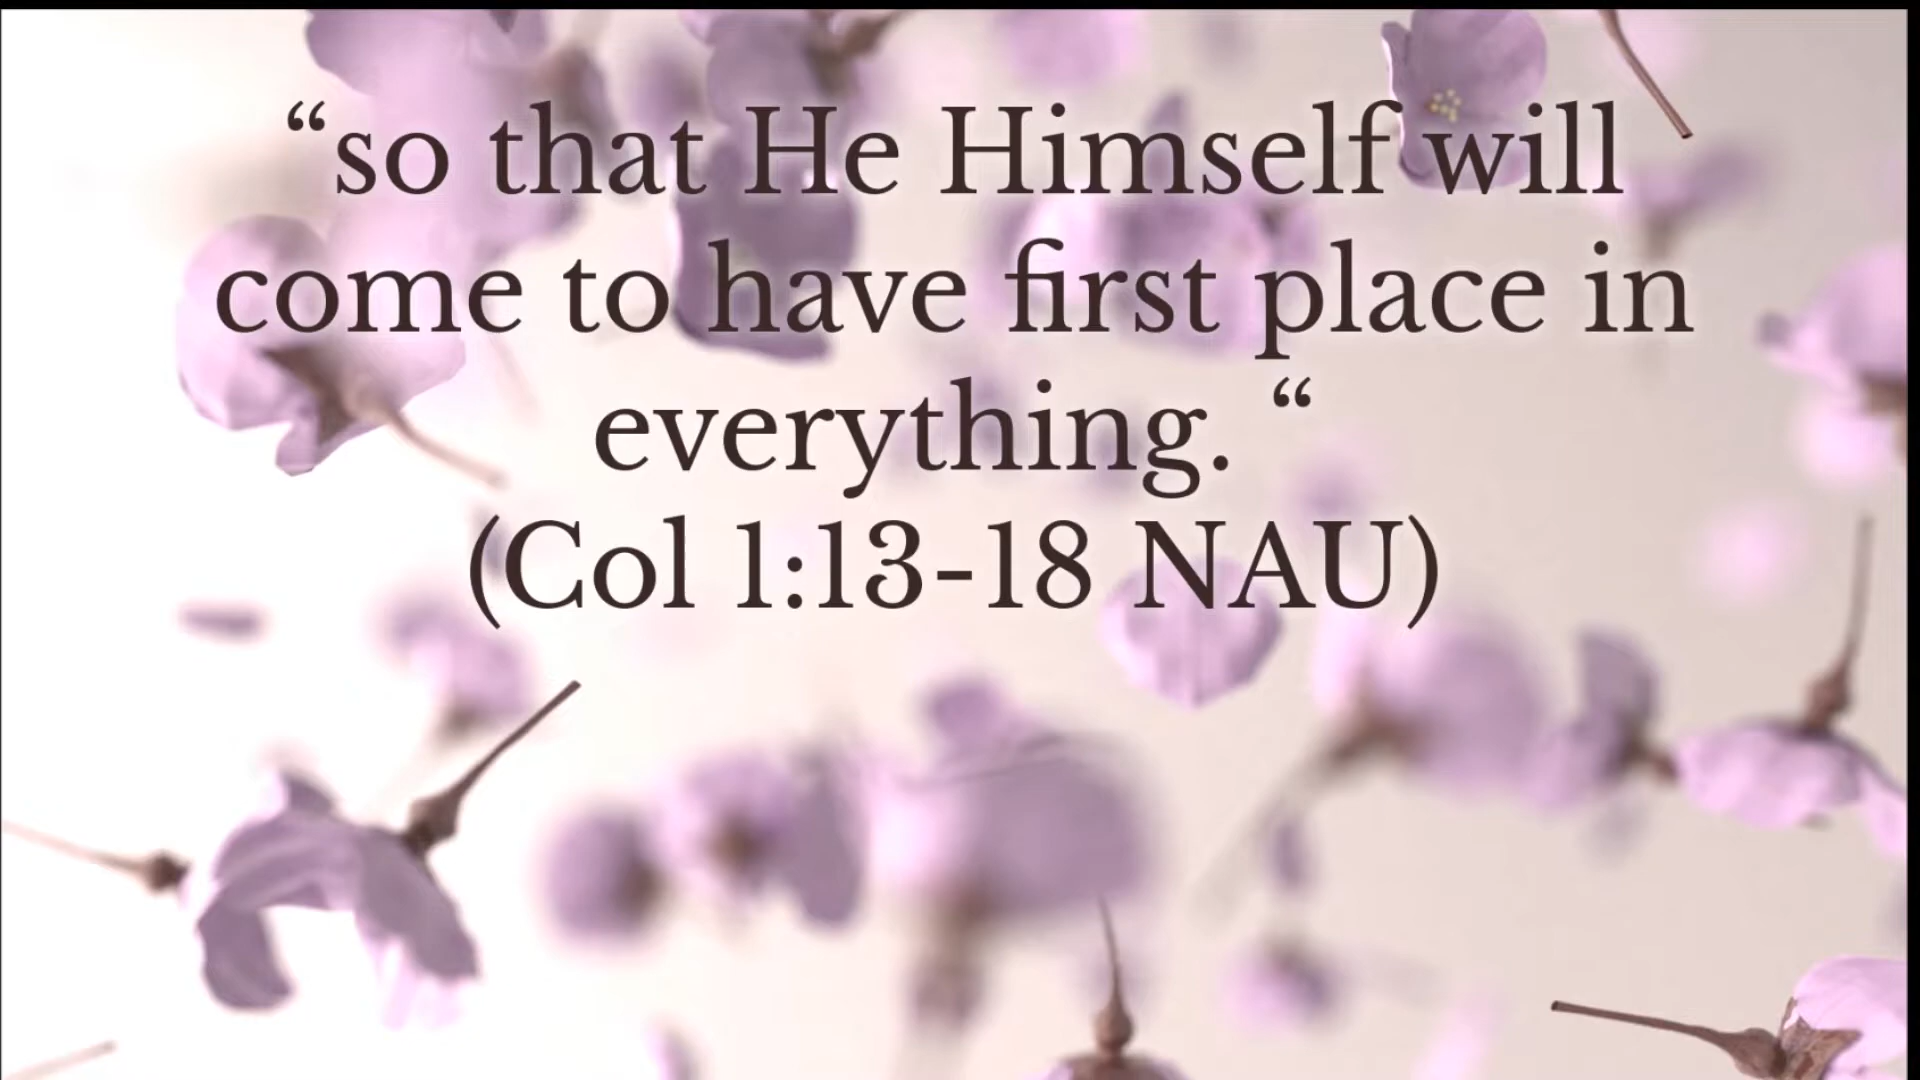 “so that He Himself will
come to have first place in
everything. “
(Col 1:13-18 NAU)